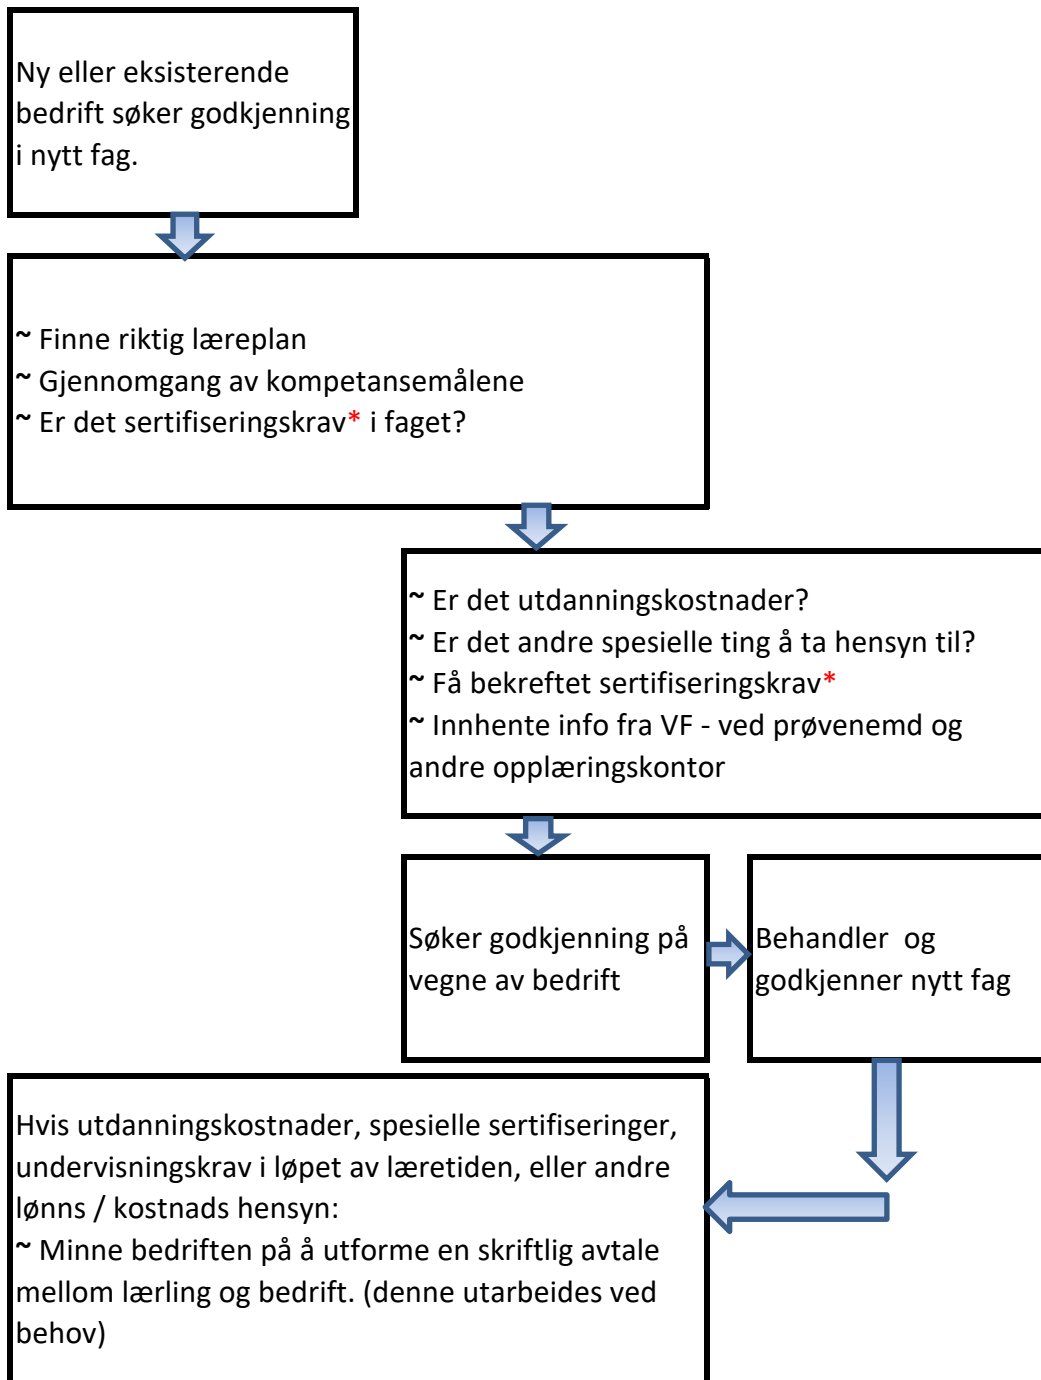 Ny eller eksisterende
bedrift søker godkjenning
i nytt fag.
~ Finne riktig læreplan
~ Gjennomgang av kompetansemålene
~ Er det sertifiseringskrav* i faget?
~ Er det utdanningskostnader?
~ Er det andre spesielle ting å ta hensyn til?
~ Få bekreftet sertifiseringskrav*
~ Innhente info fra VF - ved prøvenemd og
andre opplæringskontor
Søker godkjenning på
vegne av bedrift
Behandler  og
godkjenner nytt fag
Hvis utdanningskostnader, spesielle sertifiseringer,
undervisningskrav i løpet av læretiden, eller andre
lønns / kostnads hensyn:
~ Minne bedriften på å utforme en skriftlig avtale
mellom lærling og bedrift. (denne utarbeides ved
behov)